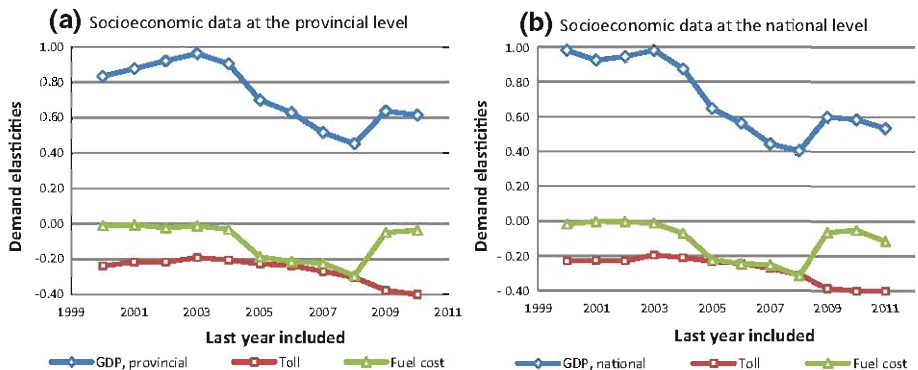 (a) Socioeconomic data at the provincial level
Demand elasticities
1.00
0.80
0.60
0.40
0.20
0.00
-0.20
-0.40
1999 2001 2003 2005 2007 2009 2011
Last year included
GDP, provincial Toll Fuel cost
(b) Socioeconomic data at the national level
Demand elasticities
1.00
0.80
0.60
0.40
0.20
0.00
- 0.20
- 0.40
1999 2001 2003 2005 2007 2009 2011
Last year included
GDP, national Toll Fuel cost